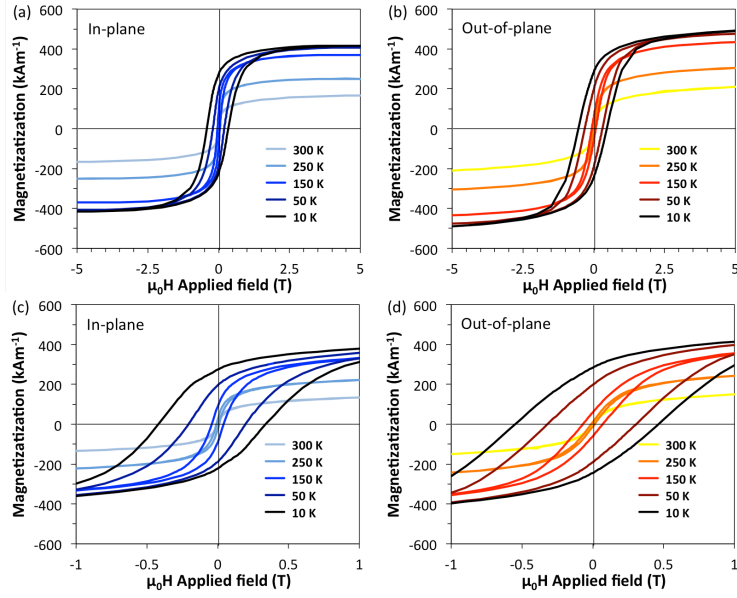 (a)
In-plane
Magnetizatization (kAm⁻¹)
600
400
200
0
-200
-400
-600
300 K
250 K
150 K
50 K
10 K
-5
-2.5
0
2.5
5
μ₀H Applied field (T)
(b)
Out-of-plane
Magnetizatization (kAm⁻¹)
600
400
200
0
-200
-400
-600
300 K
250 K
150 K
50 K
10 K
-5
-2.5
0
2.5
5
μ₀H Applied field (T)
(c)
In-plane
Magnetizatization (kAm⁻¹)
600
400
200
0
-200
-400
-600
300 K
250 K
150 K
50 K
10 K
-1
-0.5
0
0.5
1
μ₀H Applied field (T)
(d)
Out-of-plane
Magnetizatization (kAm⁻¹)
600
400
200
0
-200
-400
-600
300 K
250 K
150 K
50 K
10 K
-1
-0.5
0
0.5
1
μ₀H Applied field (T)